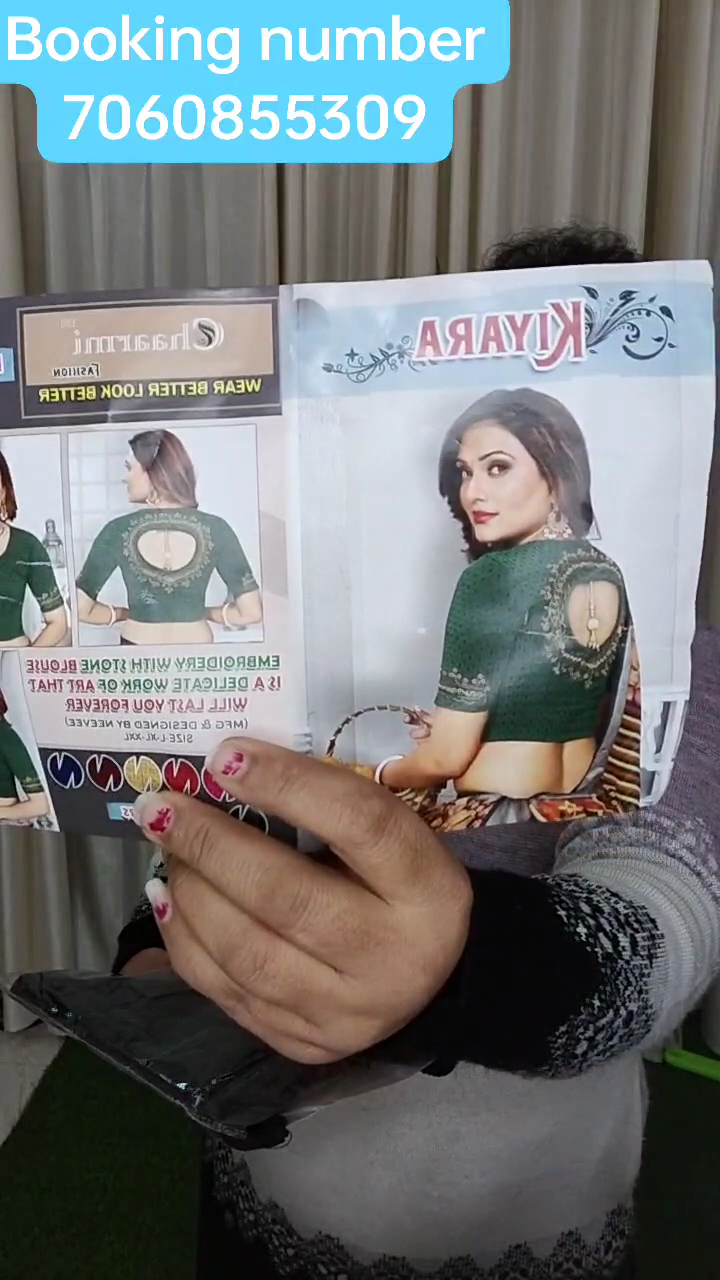 Booking number
7060855309
KIYARA
Chaarmi
FASHION
WEAR BETTER LOOK BETTER
EMBROIDERY WITH STONE BLOUSE
IS A DELICATE WORK OF ART THAT
WILL LAST YOU FOREVER
(MFG & DESIGNED BY NEEVEE)
SIZE-L-XL-XXL